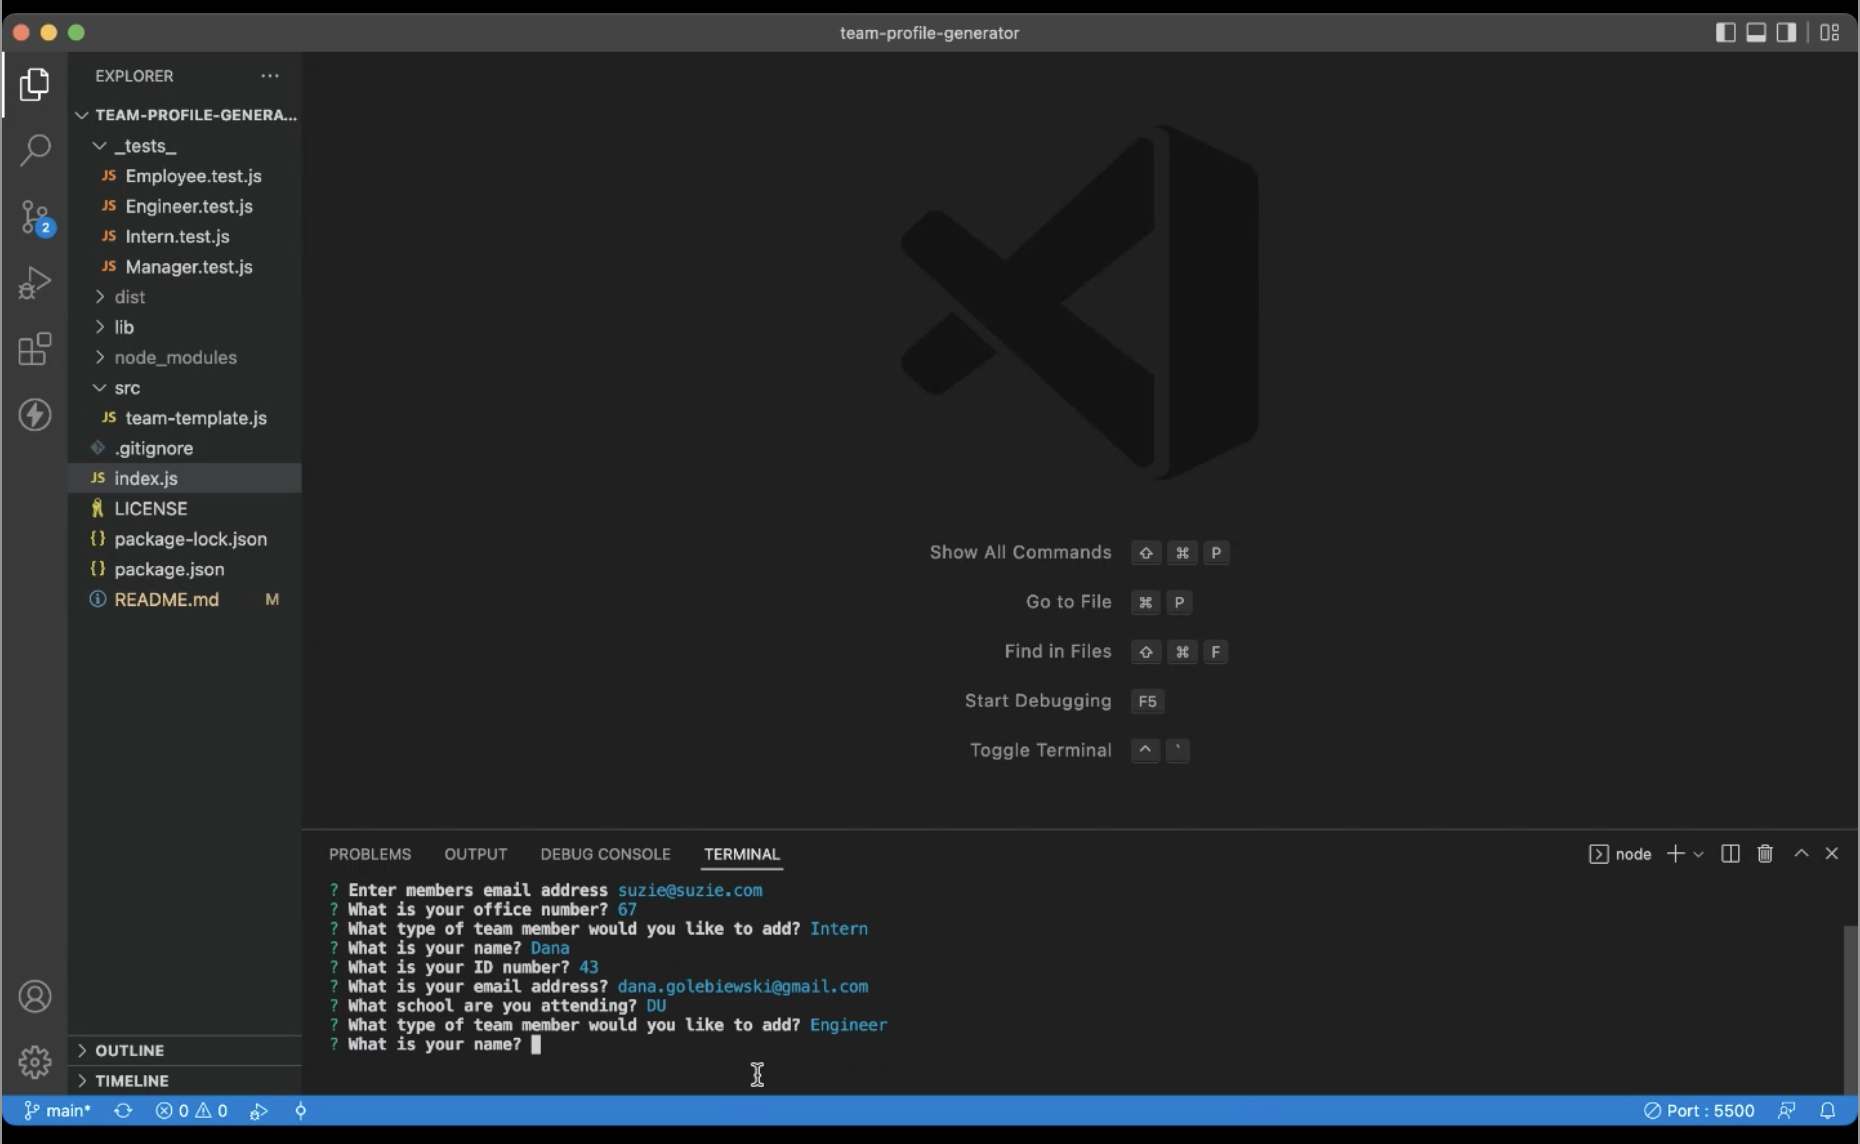 team-profile-generator
EXPLORER
TEAM-PROFILE-GENERA...
_tests_
JS Employee.test.js
JS Engineer.test.js
JS Intern.test.js
JS Manager.test.js
dist
lib
node_modules
src
JS team-template.js
.gitignore
JS index.js
LICENSE
{} package-lock.json
{} package.json
README.md M
2
OUTLINE
TIMELINE
Show All Commands ⇧ ⌘ P
Go to File ⌘ P
Find in Files ⇧ ⌘ F
Start Debugging F5
Toggle Terminal ^ `
PROBLEMS OUTPUT DEBUG CONSOLE TERMINAL node
? Enter members email address suzie@suzie.com
? What is your office number? 67
? What type of team member would you like to add? Intern
? What is your name? Dana
? What is your ID number? 43
? What is your email address? dana.golebiewski@gmail.com
? What school are you attending? DU
? What type of team member would you like to add? Engineer
? What is your name?
main* 0 0 Port : 5500